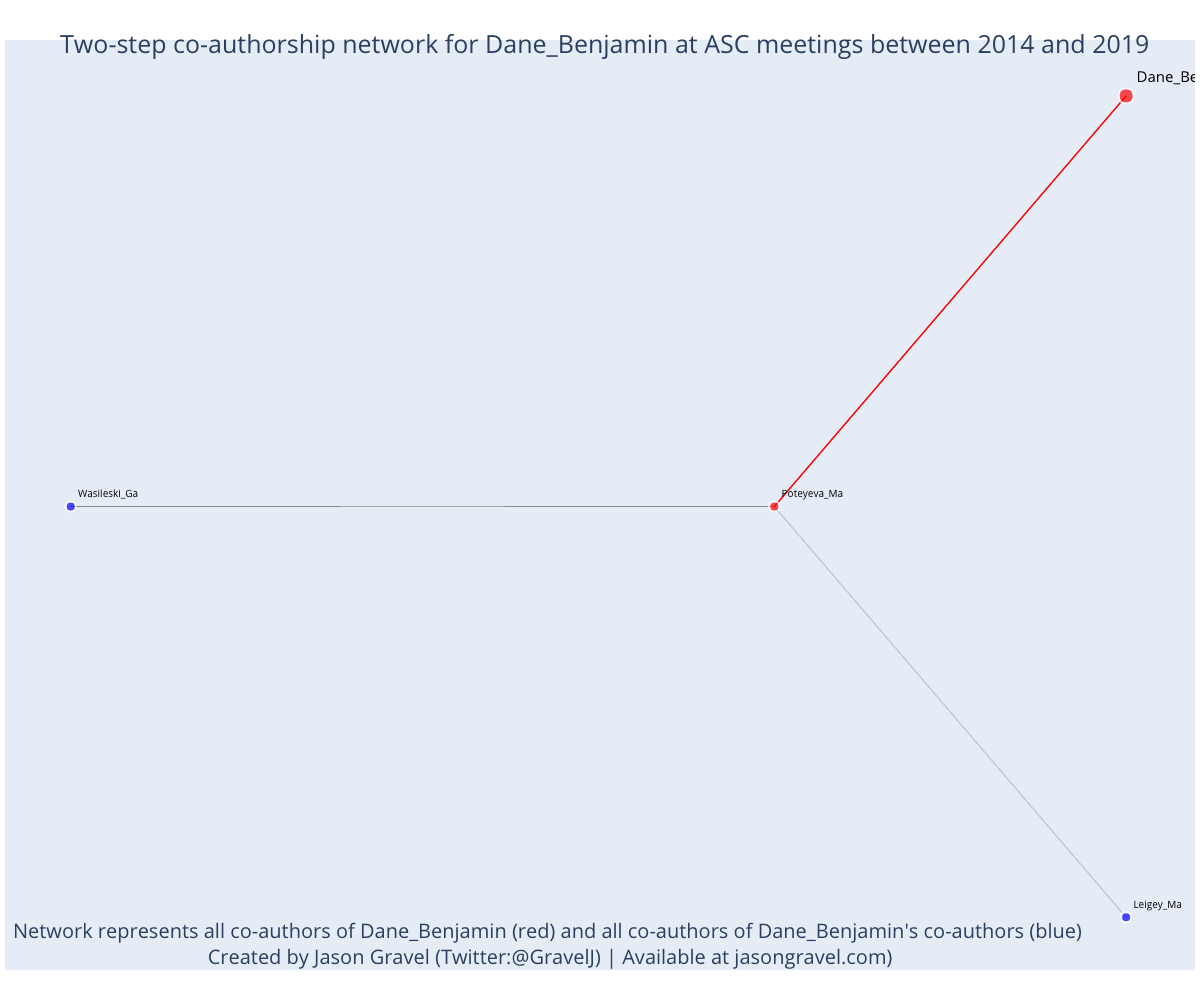 Two-step co-authorship network for Dane_Benjamin at ASC meetings between 2014 and 2019
Dane_Be
Wasileski_Ga
Poteyeva_Ma
Leigey_Ma
Network represents all co-authors of Dane_Benjamin (red) and all co-authors of Dane_Benjamin's co-authors (blue)
Created by Jason Gravel (Twitter:@GravelJ) | Available at jasongravel.com)